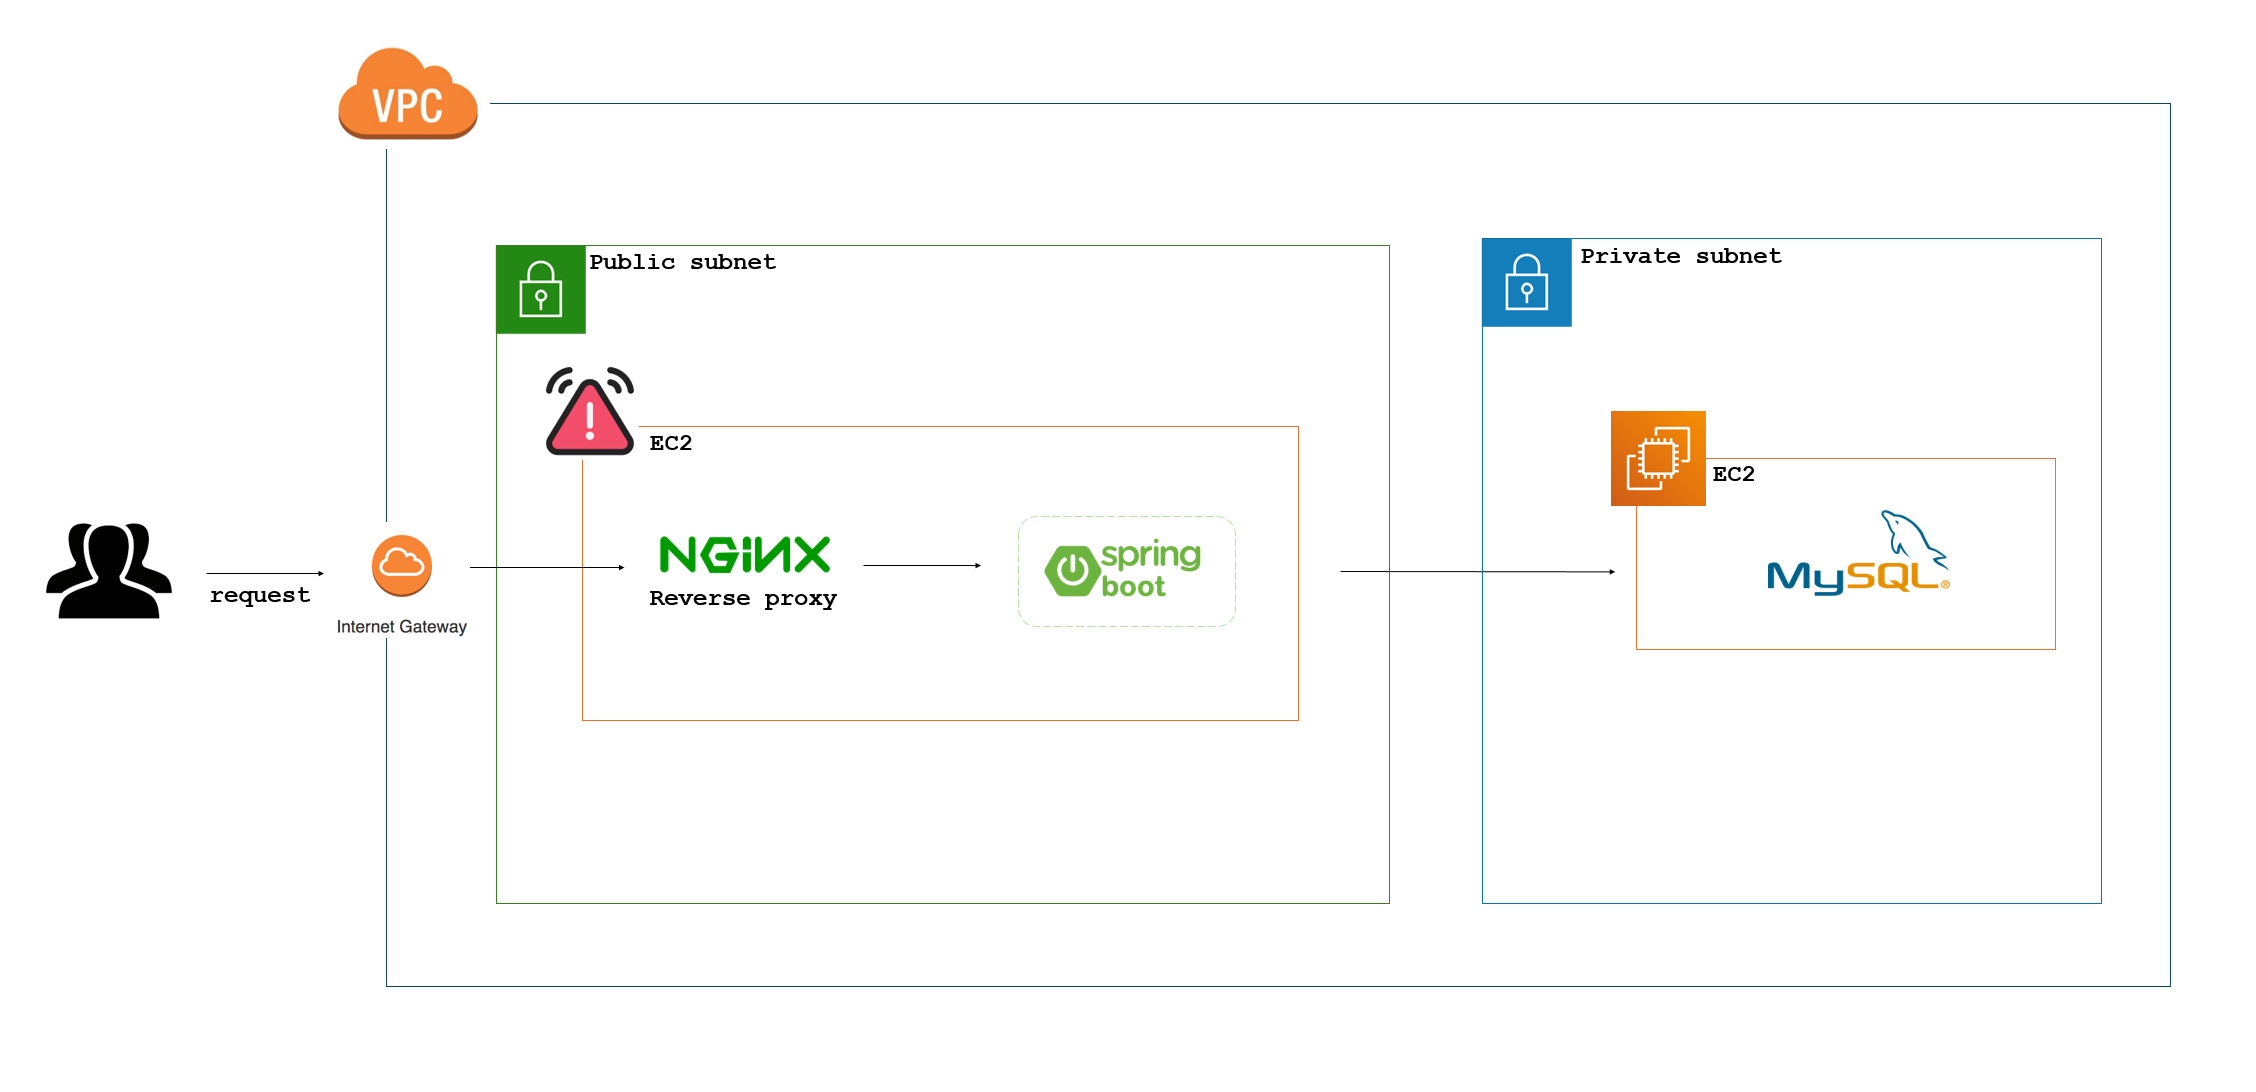 VPC
Public subnet
Private subnet
EC2
EC2
request
Internet Gateway
NGiNX
Reverse proxy
spring
boot
MySQL®